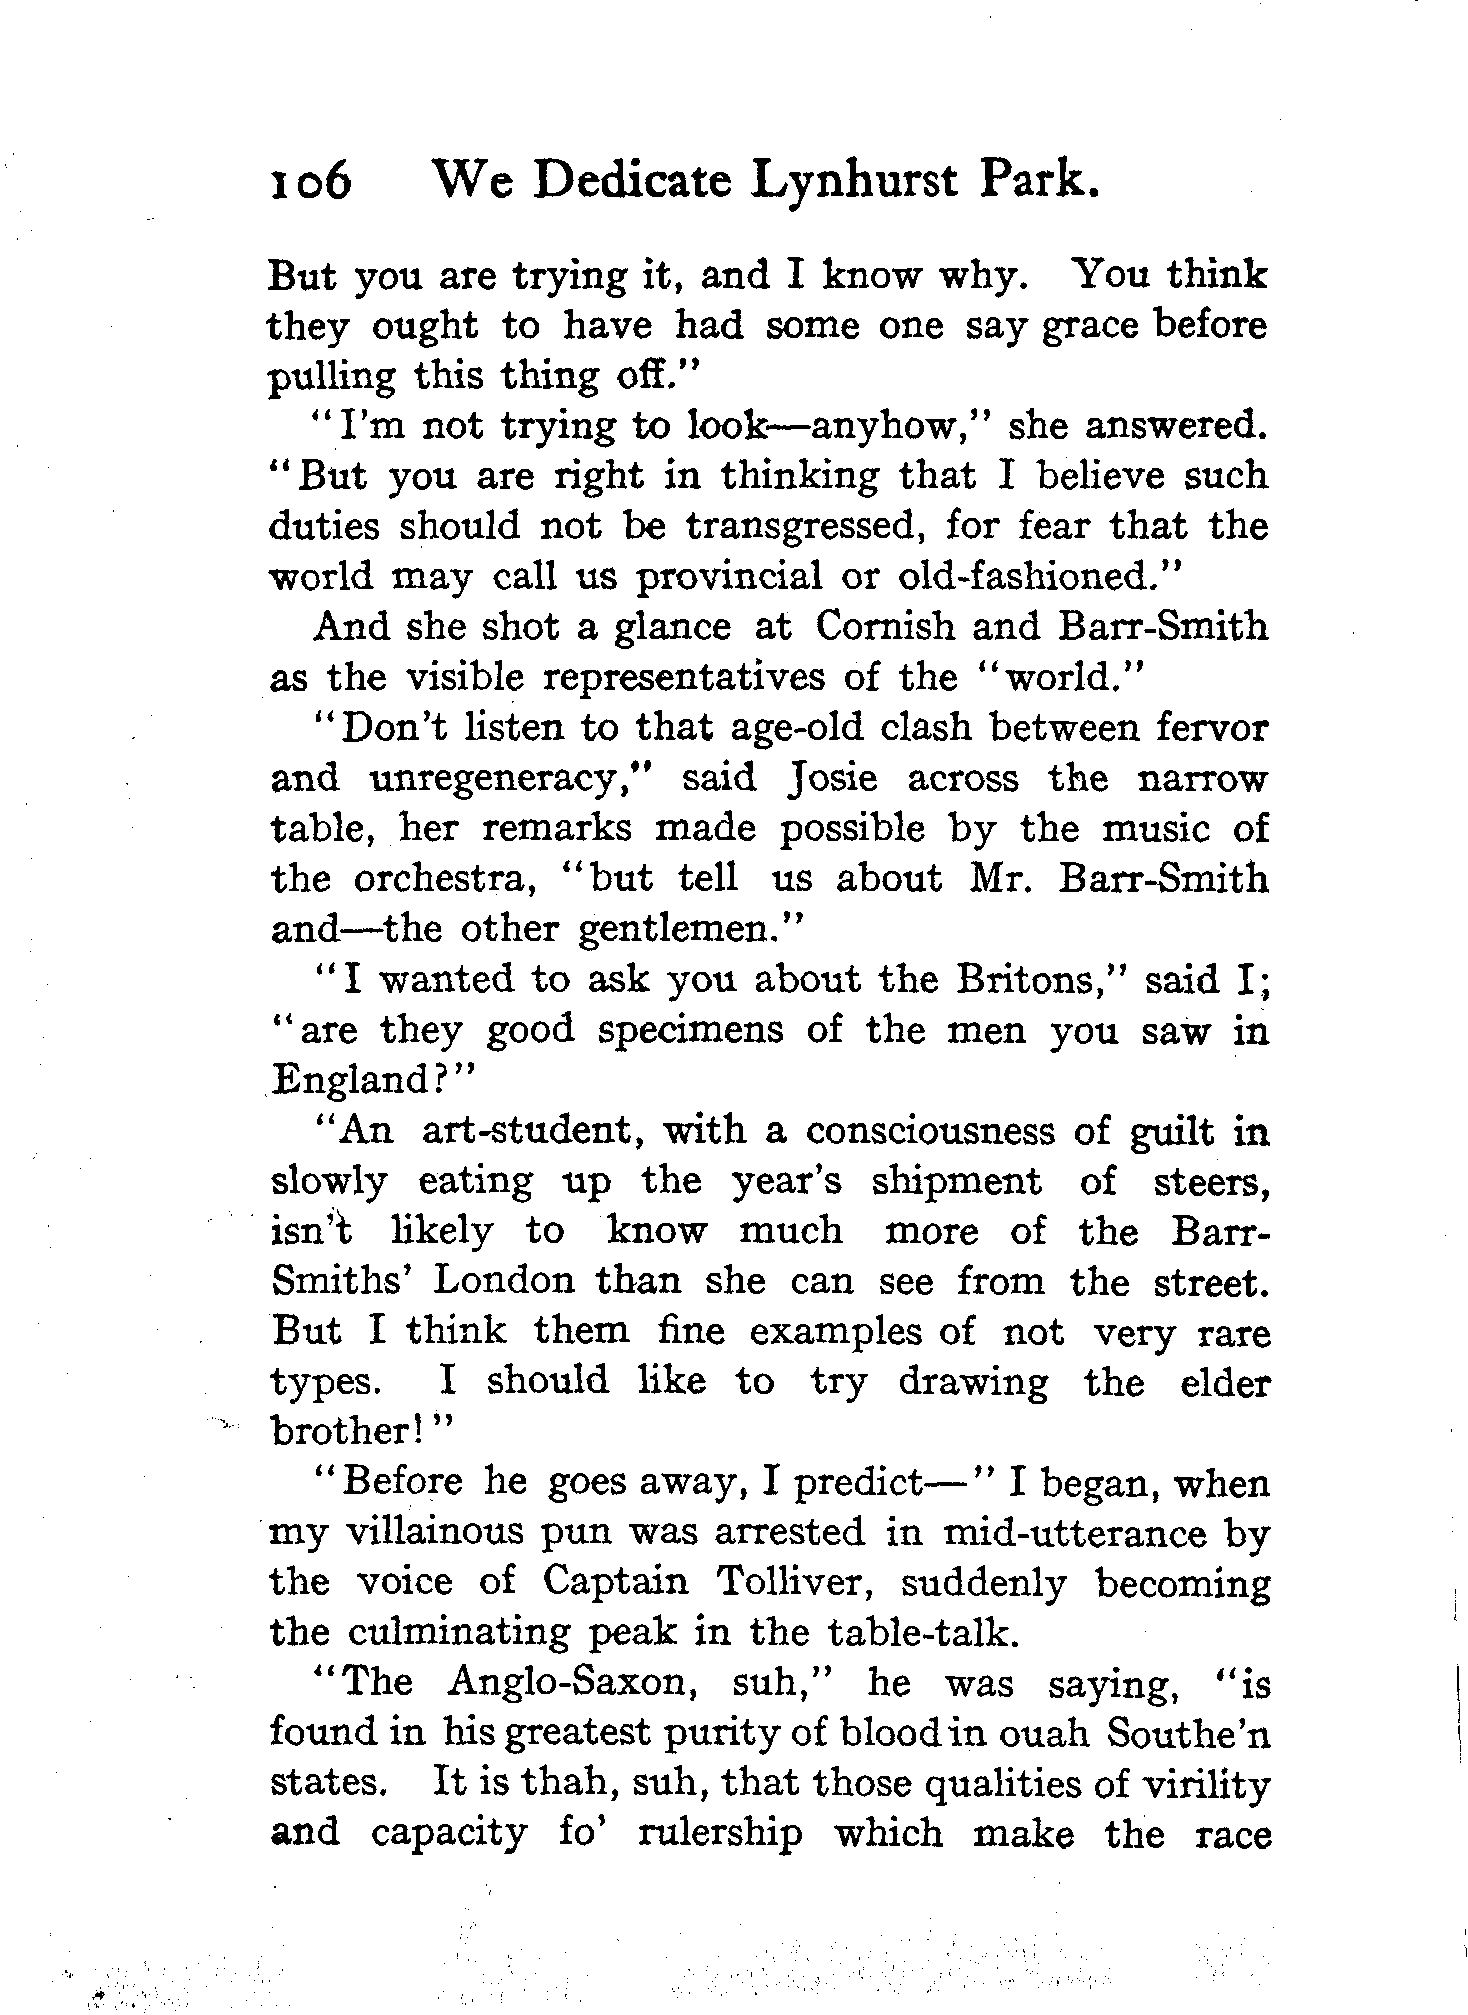 106 We Dedicate Lynhurst Park.
But you are trying it, and I know why. You think
they ought to have had some one say grace before
pulling this thing off."
"I'm not trying to look—anyhow," she answered.
"But you are right in thinking that I believe such
duties should not be transgressed, for fear that the
world may call us provincial or old-fashioned."
And she shot a glance at Cornish and Barr-Smith
as the visible representatives of the "world."
"Don't listen to that age-old clash between fervor
and unregeneracy," said Josie across the narrow
table, her remarks made possible by the music of
the orchestra, "but tell us about Mr. Barr-Smith
and—the other gentlemen."
"I wanted to ask you about the Britons," said I;
"are they good specimens of the men you saw in
England?"
"An art-student, with a consciousness of guilt in
slowly eating up the year's shipment of steers,
isn't likely to know much more of the Barr-
Smiths' London than she can see from the street.
But I think them fine examples of not very rare
types. I should like to try drawing the elder
brother!"
"Before he goes away, I predict—" I began, when
my villainous pun was arrested in mid-utterance by
the voice of Captain Tolliver, suddenly becoming
the culminating peak in the table-talk.
"The Anglo-Saxon, suh," he was saying, "is
found in his greatest purity of blood in ouah Southe'n
states. It is thah, suh, that those qualities of virility
and capacity fo' rulership which make the race